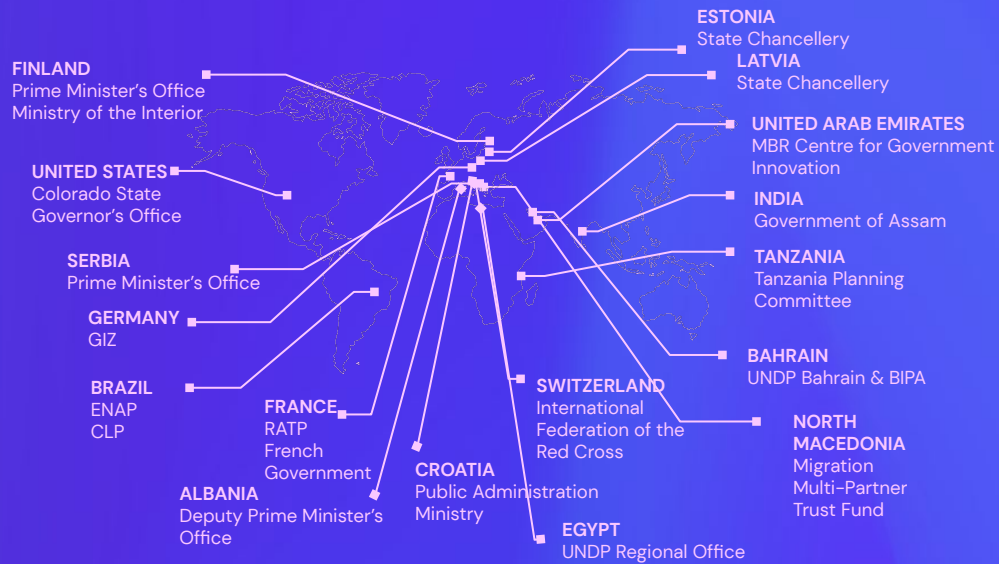 ESTONIA
State Chancellery
LATVIA
State Chancellery
FINLAND
Prime Minister’s Office
Ministry of the Interior
UNITED ARAB EMIRATES
MBR Centre for Government
Innovation
UNITED STATES
Colorado State
Governor’s Office
INDIA
Government of Assam
SERBIA
Prime Minister’s Office
TANZANIA
Tanzania Planning
Committee
GERMANY
GIZ
BAHRAIN
UNDP Bahrain & BIPA
BRAZIL
ENAP
CLP
FRANCE
RATP
French
Government
SWITZERLAND
International
Federation of the
Red Cross
NORTH
MACEDONIA
Migration
Multi-Partner
Trust Fund
CROATIA
Public Administration
Ministry
ALBANIA
Deputy Prime Minister’s
Office
EGYPT
UNDP Regional Office